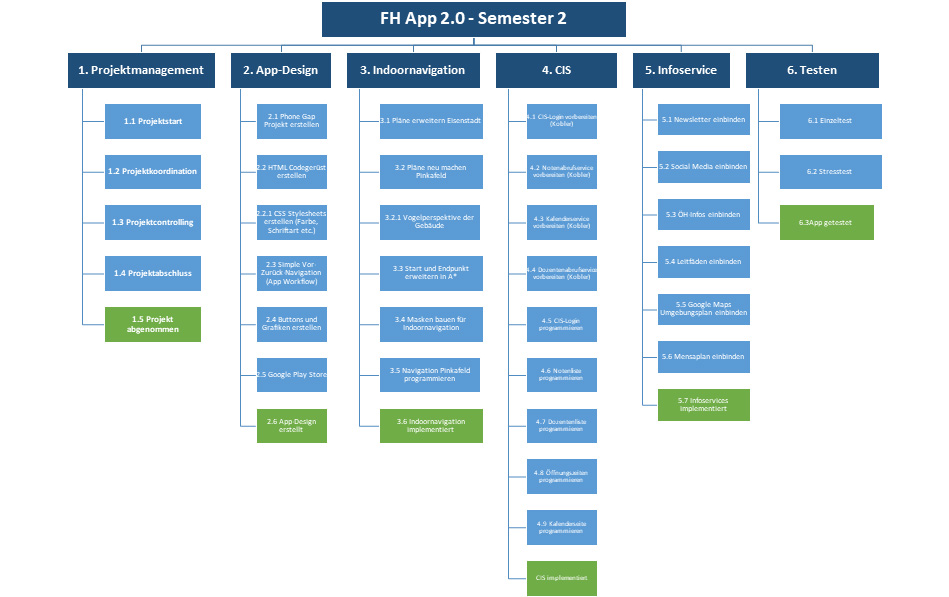 FH App 2.0 - Semester 2
1. Projektmanagement
1.1 Projektstart
1.2 Projektkoordination
1.3 Projektcontrolling
1.4 Projektabschluss
1.5 Projekt
abgenommen
2. App-Design
2.1 Phone Gap
Projekt erstellen
2.2 HTML Codegerüst
erstellen
2.2.1 CSS Stylesheets
erstellen (Farbe,
Schriftart etc.)
2.3 Simple Vor-
Zurück-Navigation
(App Workflow)
2.4 Buttons und
Grafiken erstellen
2.5 Google Play Store
2.6 App-Design
erstellt
3. Indoornavigation
3.1 Pläne erweitern Eisenstadt
3.2 Pläne neu machen
Pinkafeld
3.2.1 Vogelperspektive der
Gebäude
3.3 Start und Endpunkt
erweitern in A*
3.4 Masken bauen für
Indoornavigation
3.5 Navigation Pinkafeld
programmieren
3.6 Indoornavigation
implementiert
4. CIS
4.1 CIS-Login vorbereiten
(Kobler)
4.2 Notenabrufservice
vorbereiten (Kobler)
4.3 Kalenderservice
vorbereiten (Kobler)
4.4 Dozentenabrufservice
vorbereiten (Kobler)
4.5 CIS-Login
programmieren
4.6 Notenliste
programmieren
4.7 Dozentenliste
programmieren
4.8 Öffnungszeiten
programmieren
4.9 Kalenderseite
programmieren
CIS implementiert
5. Infoservice
5.1 Newsletter einbinden
5.2 Social Media einbinden
5.3 ÖH Infos einbinden
5.4 Leitfäden einbinden
5.5 Google Maps
Umgebungsplan einbinden
5.6 Mensaplan einbinden
5.7 Infoservices
implementiert
6. Testen
6.1 Einzeltest
6.2 Stresstest
6.3App getestet